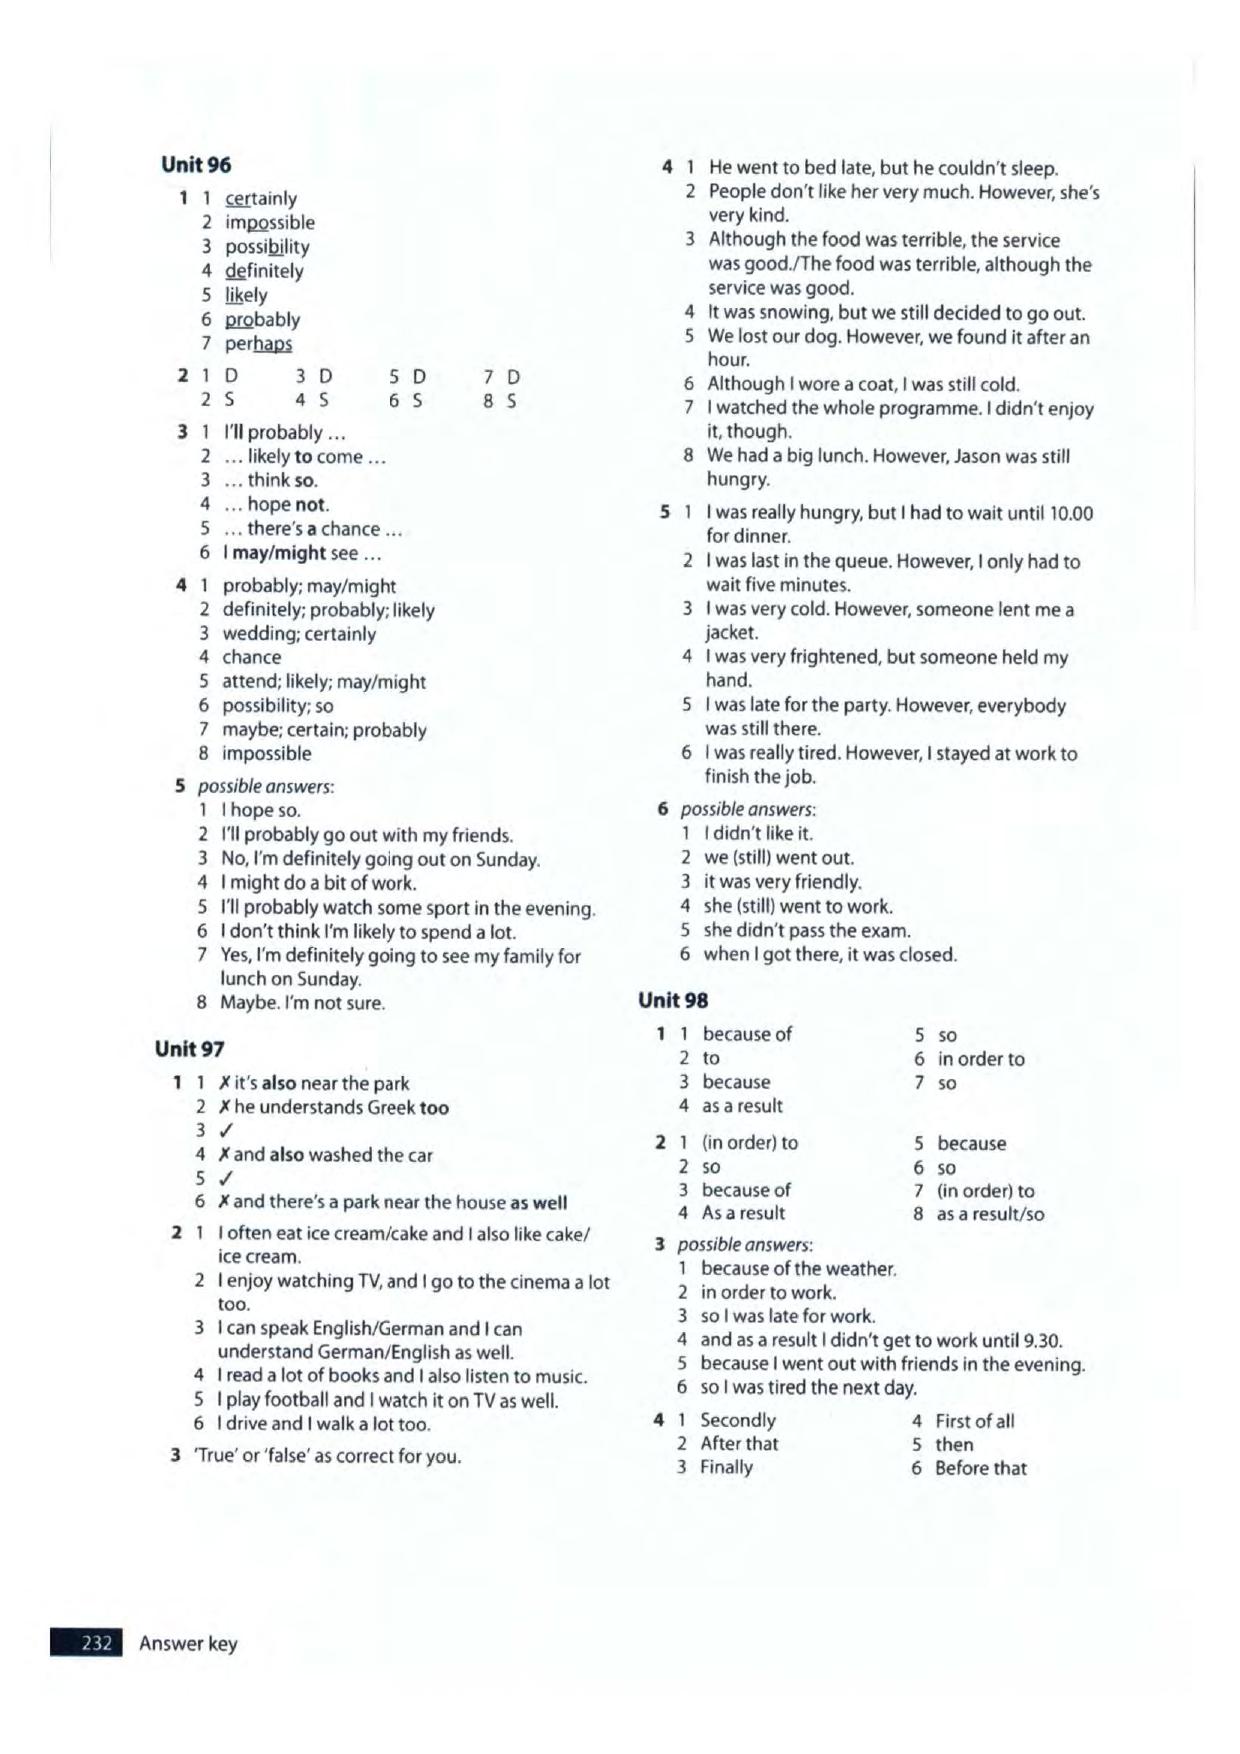 Unit 96
1 1 certainly
2 impossible
3 possibility
4 definitely
5 likely
6 probably
7 perhaps
2 1 D 3 D 5 D 7 D
2 S 4 S 6 S 8 S
3 1 I'll probably ...
2 ... likely to come ...
3 ... think so.
4 ... hope not.
5 ... there's a chance ...
6 I may/might see ...
4 1 probably; may/might
2 definitely; probably; likely
3 wedding; certainly
4 chance
5 attend; likely; may/might
6 possibility; so
7 maybe; certain; probably
8 impossible
5 possible answers:
1 I hope so.
2 I'll probably go out with my friends.
3 No, I'm definitely going out on Sunday.
4 I might do a bit of work.
5 I'll probably watch some sport in the evening.
6 I don't think I'm likely to spend a lot.
7 Yes, I'm definitely going to see my family for
lunch on Sunday.
8 Maybe. I'm not sure.
Unit 97
1 1 ✗ it's also near the park
2 ✗ he understands Greek too
3 ✓
4 ✗ and also washed the car
5 ✓
6 ✗ and there's a park near the house as well
2 1 I often eat ice cream/cake and I also like cake/
ice cream.
2 I enjoy watching TV, and I go to the cinema a lot
too.
3 I can speak English/German and I can
understand German/English as well.
4 I read a lot of books and I also listen to music.
5 I play football and I watch it on TV as well.
6 I drive and I walk a lot too.
3 'True' or 'false' as correct for you.
4 1 He went to bed late, but he couldn't sleep.
2 People don't like her very much. However, she's
very kind.
3 Although the food was terrible, the service
was good./The food was terrible, although the
service was good.
4 It was snowing, but we still decided to go out.
5 We lost our dog. However, we found it after an
hour.
6 Although I wore a coat, I was still cold.
7 I watched the whole programme. I didn't enjoy
it, though.
8 We had a big lunch. However, Jason was still
hungry.
5 1 I was really hungry, but I had to wait until 10.00
for dinner.
2 I was last in the queue. However, I only had to
wait five minutes.
3 I was very cold. However, someone lent me a
jacket.
4 I was very frightened, but someone held my
hand.
5 I was late for the party. However, everybody
was still there.
6 I was really tired. However, I stayed at work to
finish the job.
6 possible answers:
1 I didn't like it.
2 we (still) went out.
3 it was very friendly.
4 she (still) went to work.
5 she didn't pass the exam.
6 when I got there, it was closed.
Unit 98
1 1 because of 5 so
2 to 6 in order to
3 because 7 so
4 as a result
2 1 (in order) to 5 because
2 so 6 so
3 because of 7 (in order) to
4 As a result 8 as a result/so
3 possible answers:
1 because of the weather.
2 in order to work.
3 so I was late for work.
4 and as a result I didn't get to work until 9.30.
5 because I went out with friends in the evening.
6 so I was tired the next day.
4 1 Secondly 4 First of all
2 After that 5 then
3 Finally 6 Before that
232 Answer key